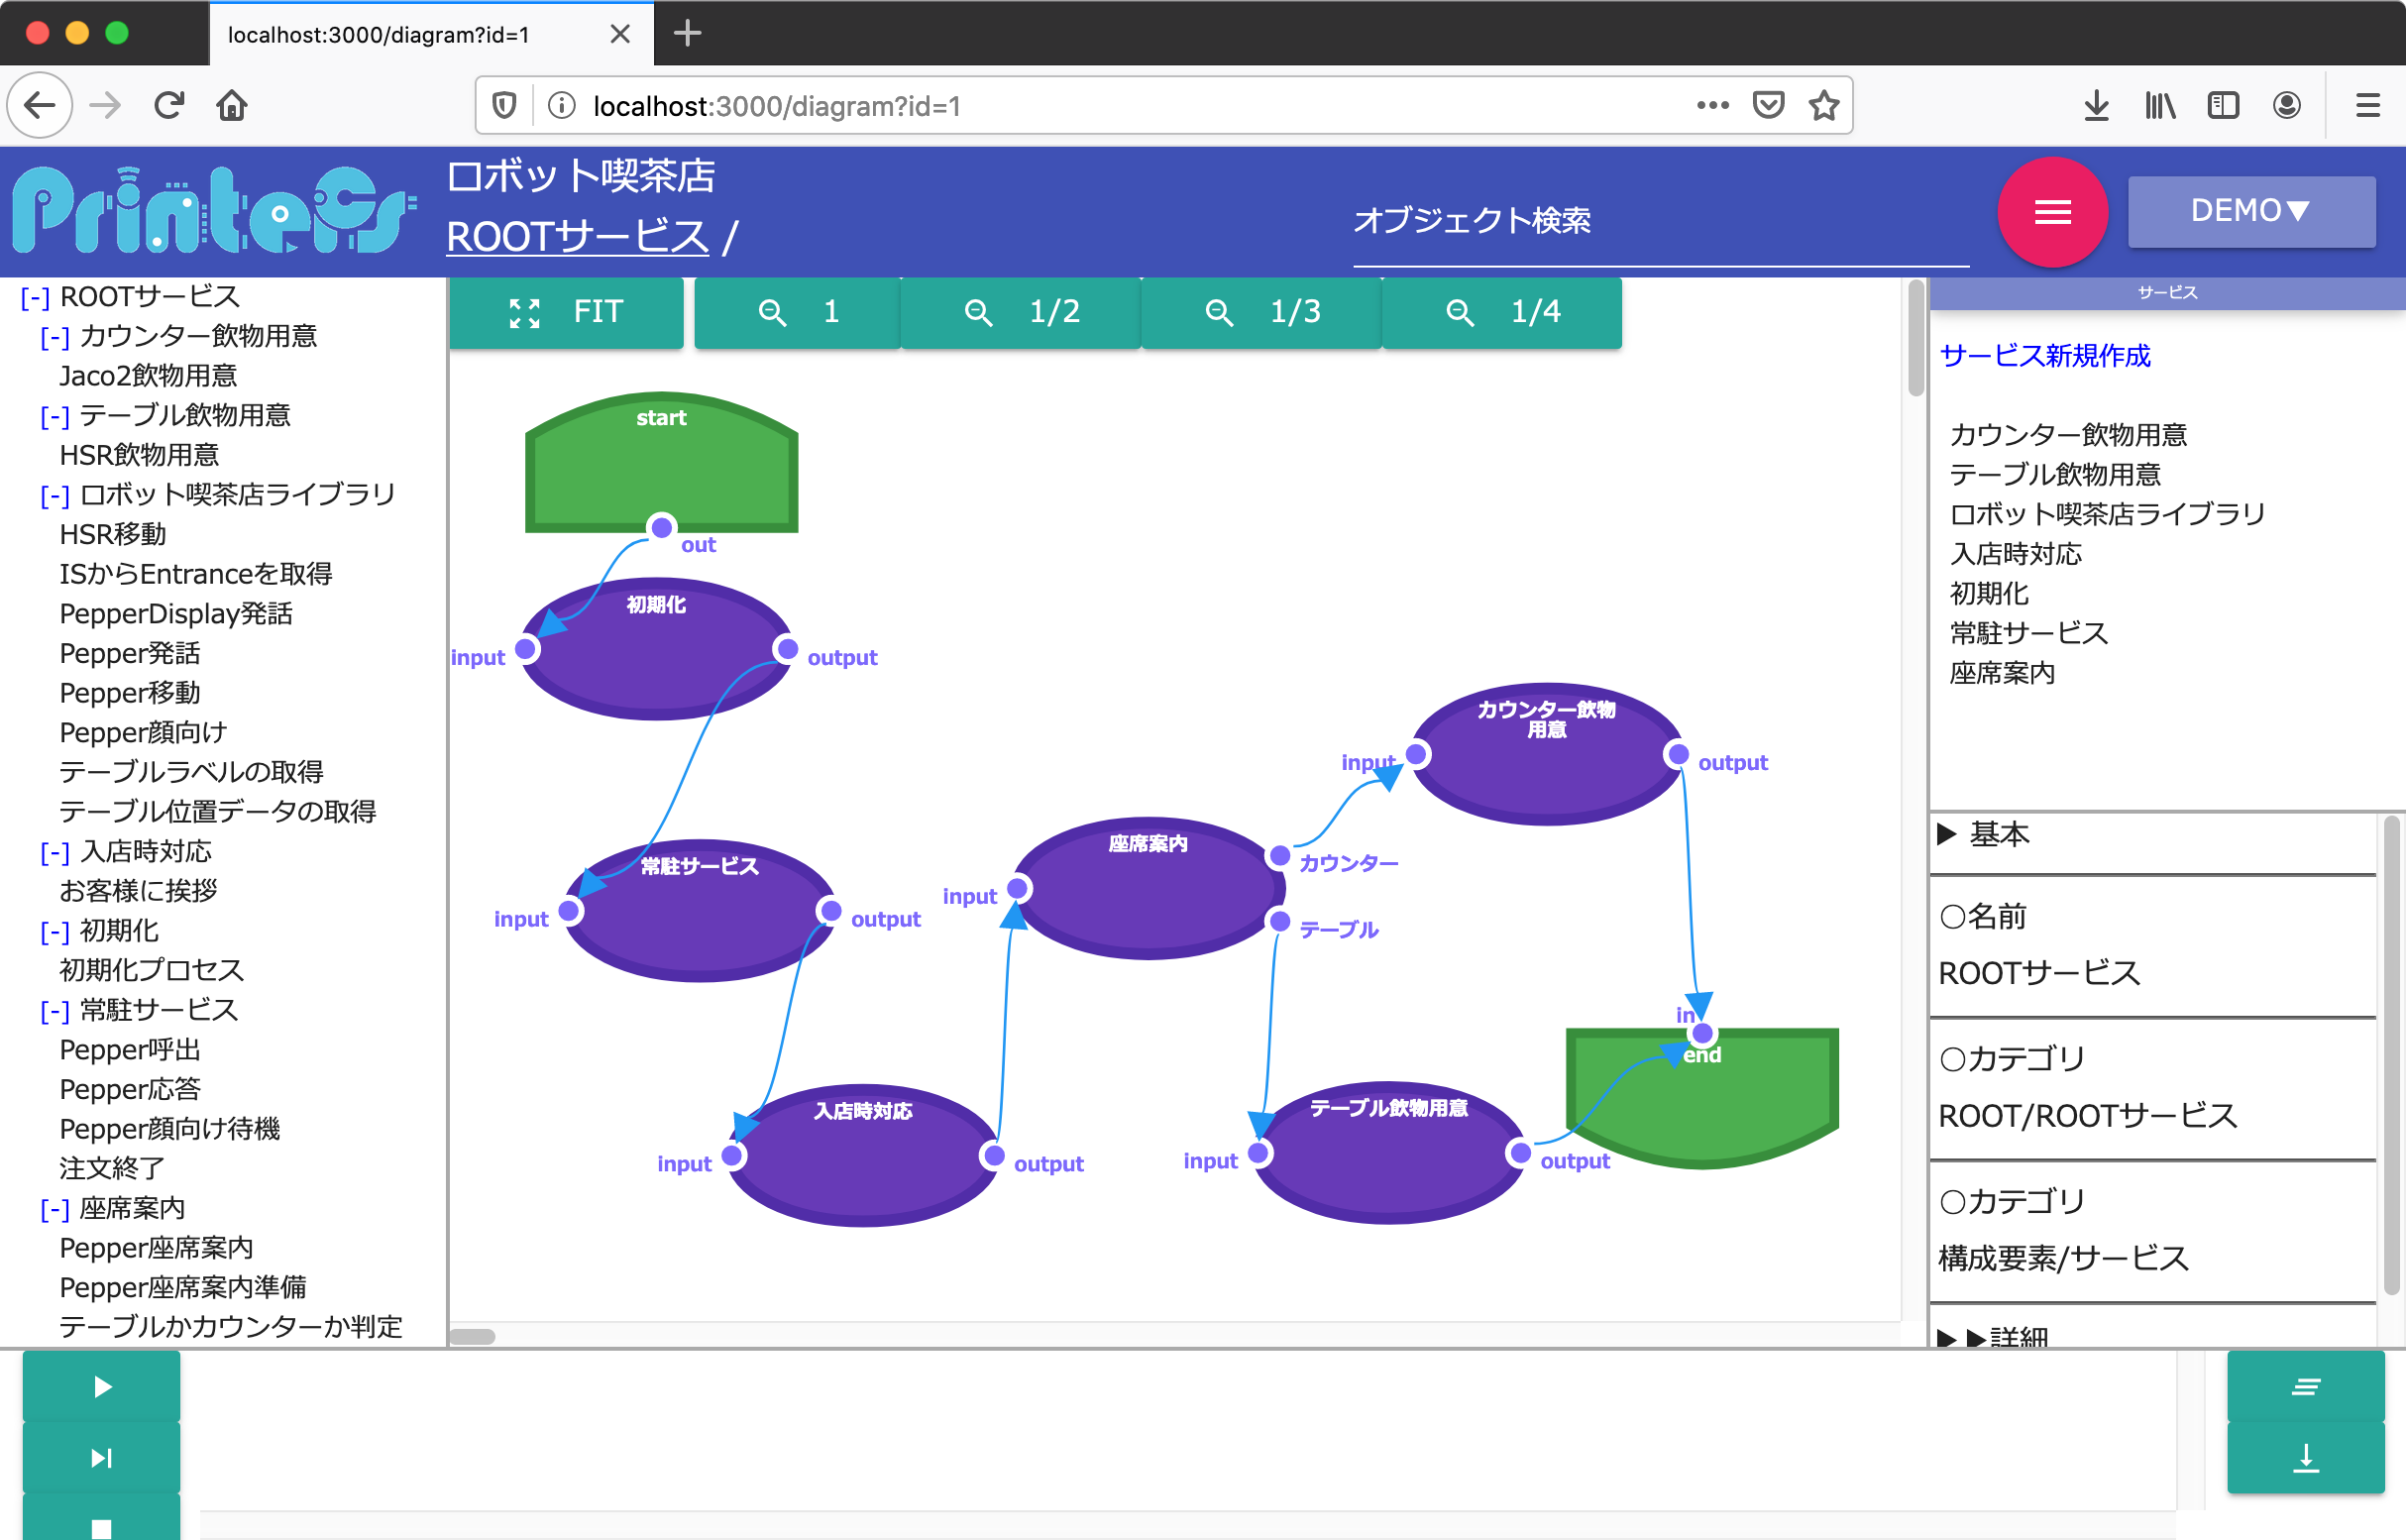 localhost:3000/diagram?id=1
localhost:3000/diagram?id=1
PrinteEs
ロボット喫茶店
ROOTサービス /
オブジェクト検索
DEMO▼
[-] ROOTサービス
[-] カウンター飲物用意
Jaco2飲物用意
[-] テーブル飲物用意
HSR飲物用意
[-] ロボット喫茶店ライブラリ
HSR移動
ISからEntranceを取得
PepperDisplay発話
Pepper発話
Pepper移動
Pepper顔向け
テーブルラベルの取得
テーブル位置データの取得
[-] 入店時対応
お客様に挨拶
[-] 初期化
初期化プロセス
[-] 常駐サービス
Pepper呼出
Pepper応答
Pepper顔向け待機
注文終了
[-] 座席案内
Pepper座席案内
Pepper座席案内準備
テーブルかカウンターか判定
FIT
1
1/2
1/3
1/4
start
out
初期化
input
output
常駐サービス
input
output
入店時対応
input
output
座席案内
input
カウンター
テーブル
カウンター飲物
用意
input
output
テーブル飲物用意
input
output
in
end
サービス
サービス新規作成
カウンター飲物用意
テーブル飲物用意
ロボット喫茶店ライブラリ
入店時対応
初期化
常駐サービス
座席案内
▶ 基本
○名前
ROOTサービス
○カテゴリ
ROOT/ROOTサービス
○カテゴリ
構成要素/サービス
▶ ▶詳細